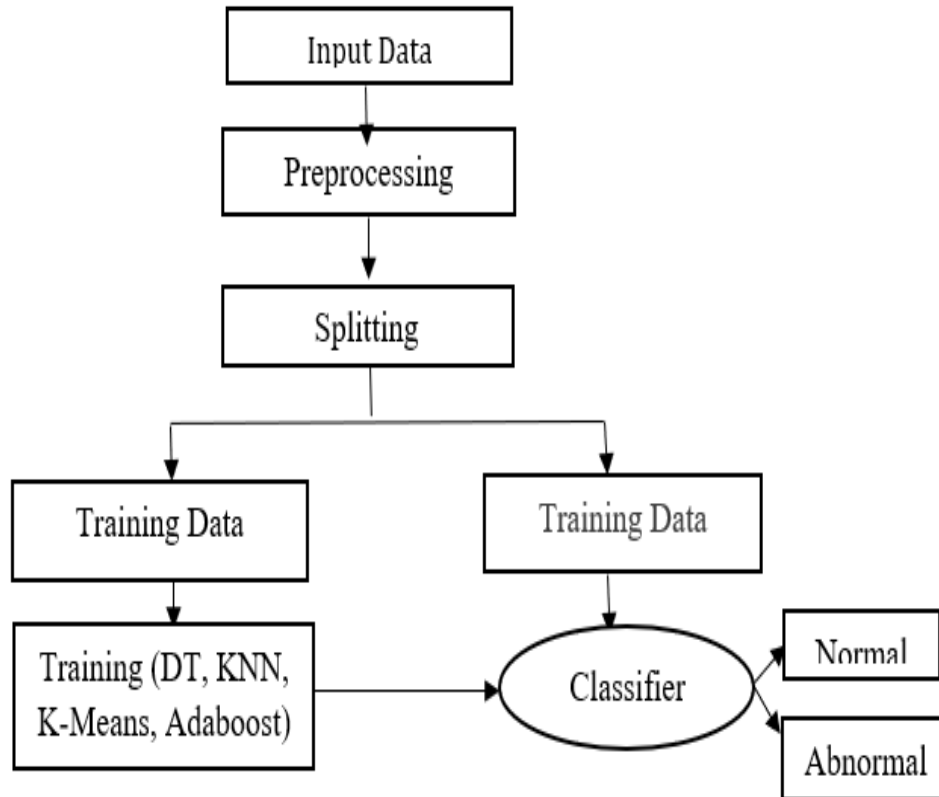 Input Data
Preprocessing
Splitting
Training Data
Training Data
Training (DT, KNN,
K-Means, Adaboost)
Classifier
Normal
Abnormal